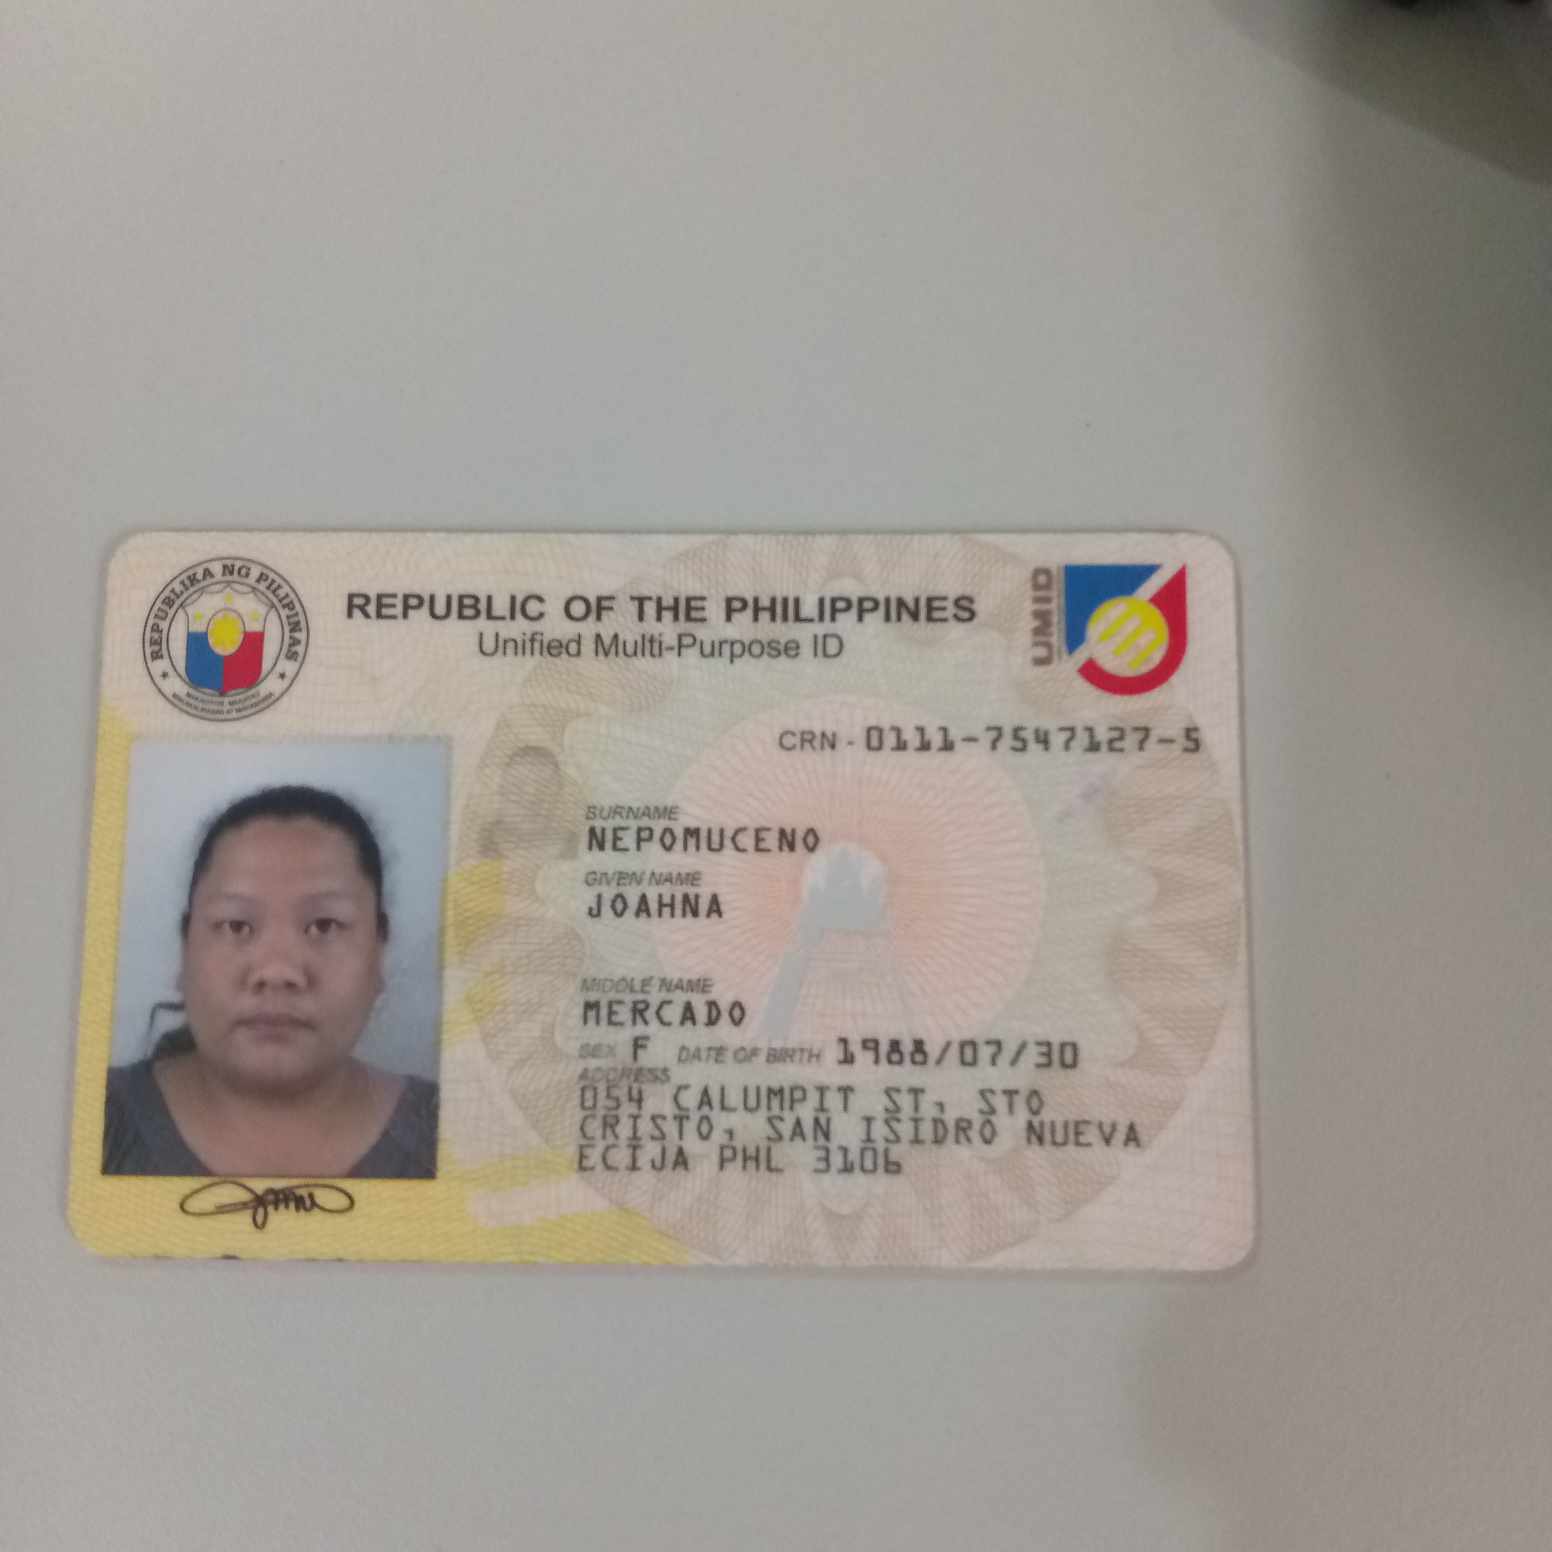 REPUBLIKA NG PILIPINAS
REPUBLIC OF THE PHILIPPINES
Unified Multi-Purpose ID
UMID
CRN - 0111-7547127-5
SURNAME
NEPOMUCENO
GIVEN NAME
JOAHNA
MIDDLE NAME
MERCADO
SEX F DATE OF BIRTH 1988/07/30
ADDRESS
054 CALUMPIT ST, STO
CRISTO, SAN ISIDRO NUEVA
ECIJA PHL 3106